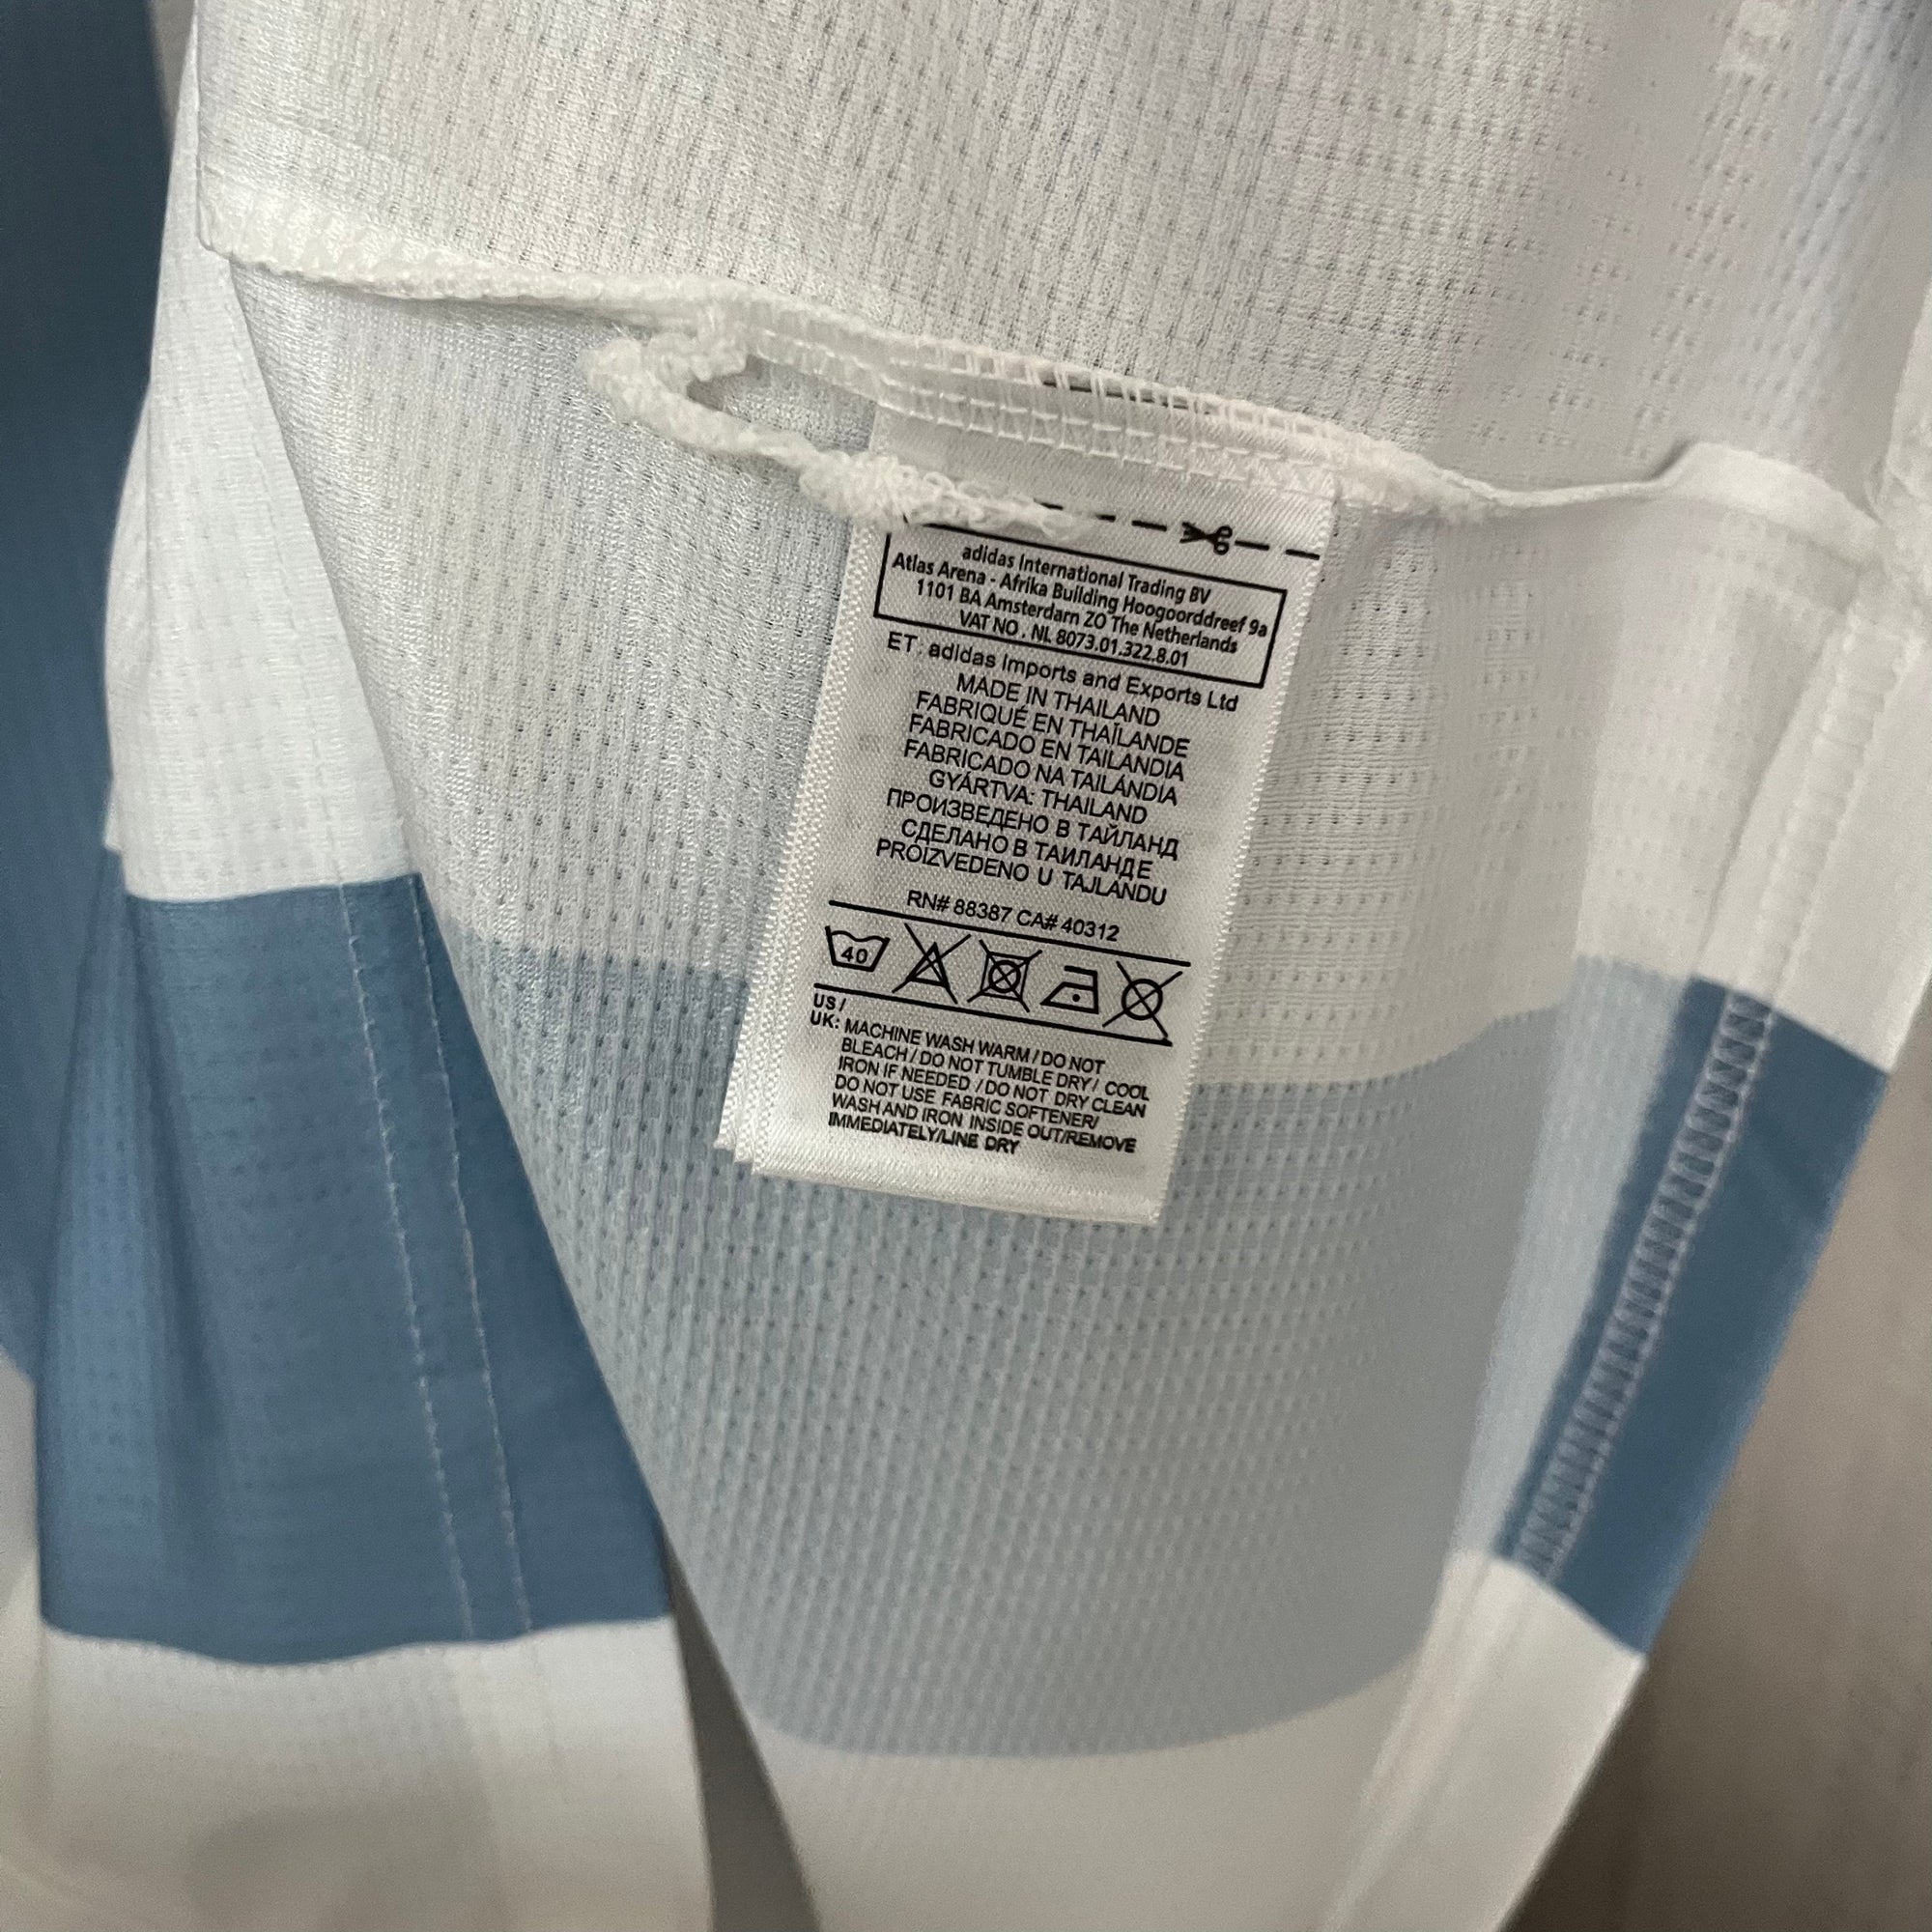 adidas International Trading BV
Atlas Arena - Afrika Building Hoogoorddreef 9a
1101 BA Amsterdam ZO The Netherlands
VAT NO . NL 8073.01.322.8.01
ET: adidas Imports and Exports Ltd
MADE IN THAILAND
FABRIQUÉ EN THAÏLANDE
FABRICADO EN TAILANDIA
FABRICADO NA TAILÂNDIA
GYÁRTVA: THAILAND
ПРОИЗВЕДЕНО В ТАЙЛАНД
СДЕЛАНО В ТАИЛАНДЕ
PROIZVEDENO U TAJLANDU
RN# 88387 CA# 40312
40
US /
UK: MACHINE WASH WARM / DO NOT
BLEACH / DO NOT TUMBLE DRY / COOL
IRON IF NEEDED / DO NOT DRY CLEAN
DO NOT USE FABRIC SOFTENER/
WASH AND IRON INSIDE OUT/REMOVE
IMMEDIATELY/LINE DRY